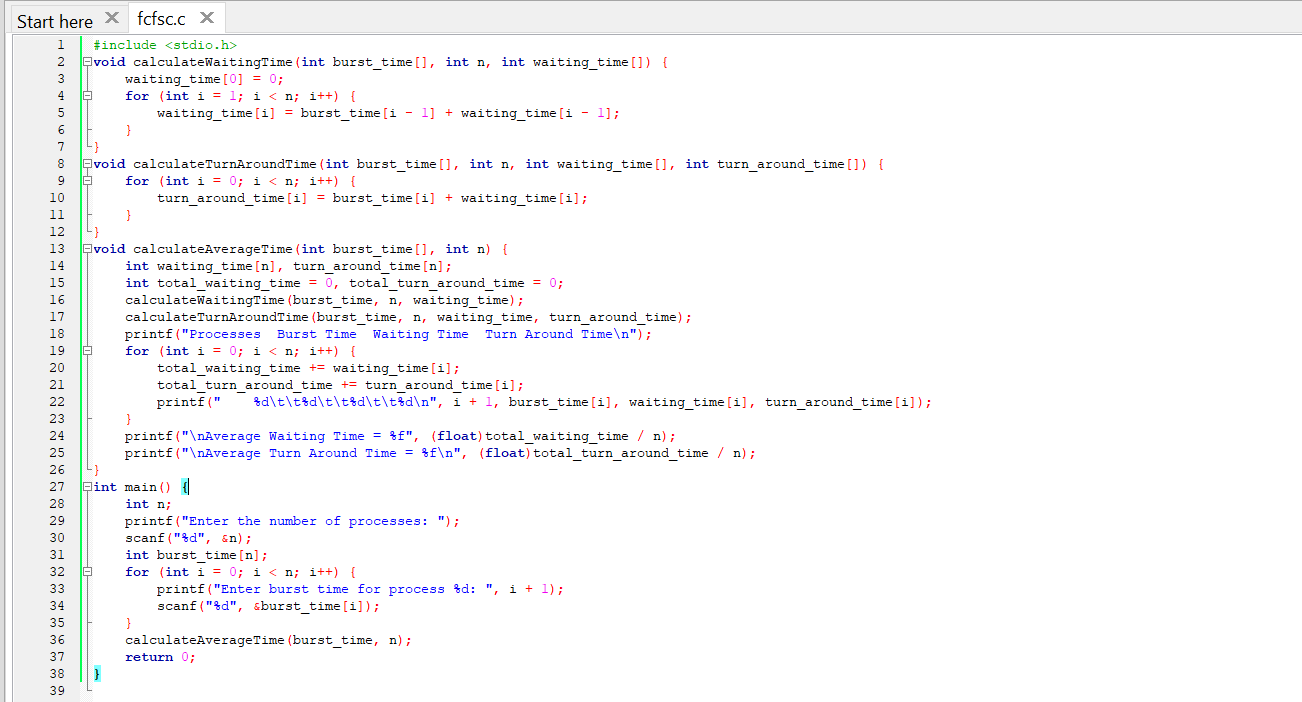 Start here × fcfsc.c ×
1 #include <stdio.h>
2 void calculateWaitingTime(int burst_time[], int n, int waiting_time[]) {
3     waiting_time[0] = 0;
4     for (int i = 1; i < n; i++) {
5         waiting_time[i] = burst_time[i - 1] + waiting_time[i - 1];
6     }
7 }
8 void calculateTurnAroundTime(int burst_time[], int n, int waiting_time[], int turn_around_time[]) {
9     for (int i = 0; i < n; i++) {
10         turn_around_time[i] = burst_time[i] + waiting_time[i];
11     }
12 }
13 void calculateAverageTime(int burst_time[], int n) {
14     int waiting_time[n], turn_around_time[n];
15     int total_waiting_time = 0, total_turn_around_time = 0;
16     calculateWaitingTime(burst_time, n, waiting_time);
17     calculateTurnAroundTime(burst_time, n, waiting_time, turn_around_time);
18     printf("Processes  Burst Time  Waiting Time  Turn Around Time\n");
19     for (int i = 0; i < n; i++) {
20         total_waiting_time += waiting_time[i];
21         total_turn_around_time += turn_around_time[i];
22         printf("    %d\t\t%d\t\t%d\t\t%d\n", i + 1, burst_time[i], waiting_time[i], turn_around_time[i]);
23     }
24     printf("\nAverage Waiting Time = %f", (float)total_waiting_time / n);
25     printf("\nAverage Turn Around Time = %f\n", (float)total_turn_around_time / n);
26 }
27 int main() {
28     int n;
29     printf("Enter the number of processes: ");
30     scanf("%d", &n);
31     int burst_time[n];
32     for (int i = 0; i < n; i++) {
33         printf("Enter burst time for process %d: ", i + 1);
34         scanf("%d", &burst_time[i]);
35     }
36     calculateAverageTime(burst_time, n);
37     return 0;
38 }
39